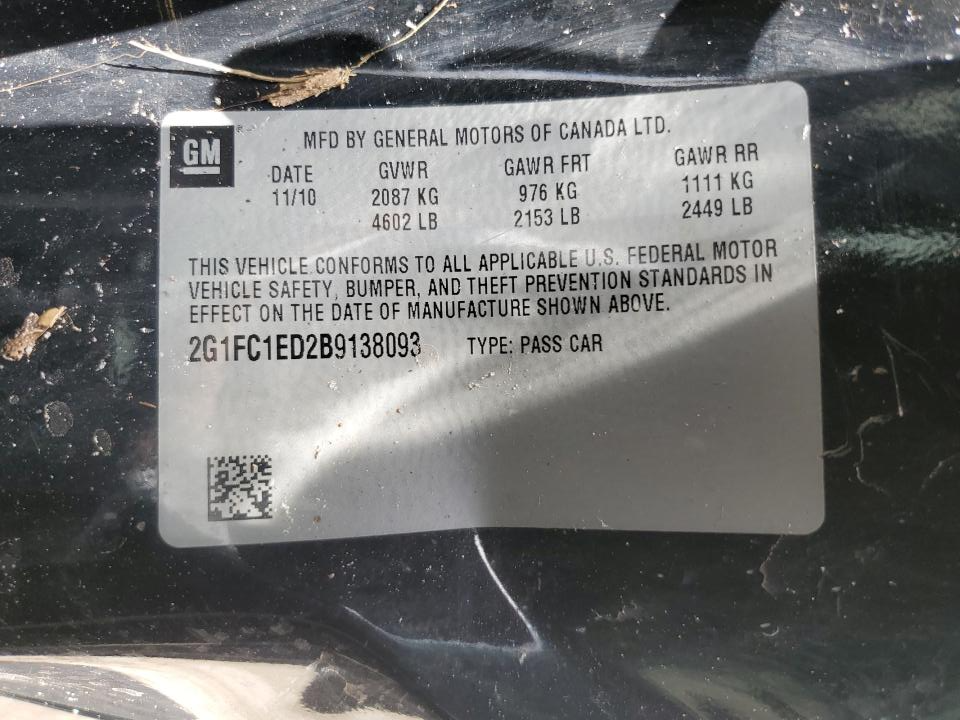 GM
MFD BY GENERAL MOTORS OF CANADA LTD.
DATE GVWR GAWR FRT GAWR RR
11/10 2087 KG 976 KG 1111 KG
4602 LB 2153 LB 2449 LB
THIS VEHICLE CONFORMS TO ALL APPLICABLE U.S. FEDERAL MOTOR
VEHICLE SAFETY, BUMPER, AND THEFT PREVENTION STANDARDS IN
EFFECT ON THE DATE OF MANUFACTURE SHOWN ABOVE.
2G1FC1ED2B9138093 TYPE: PASS CAR